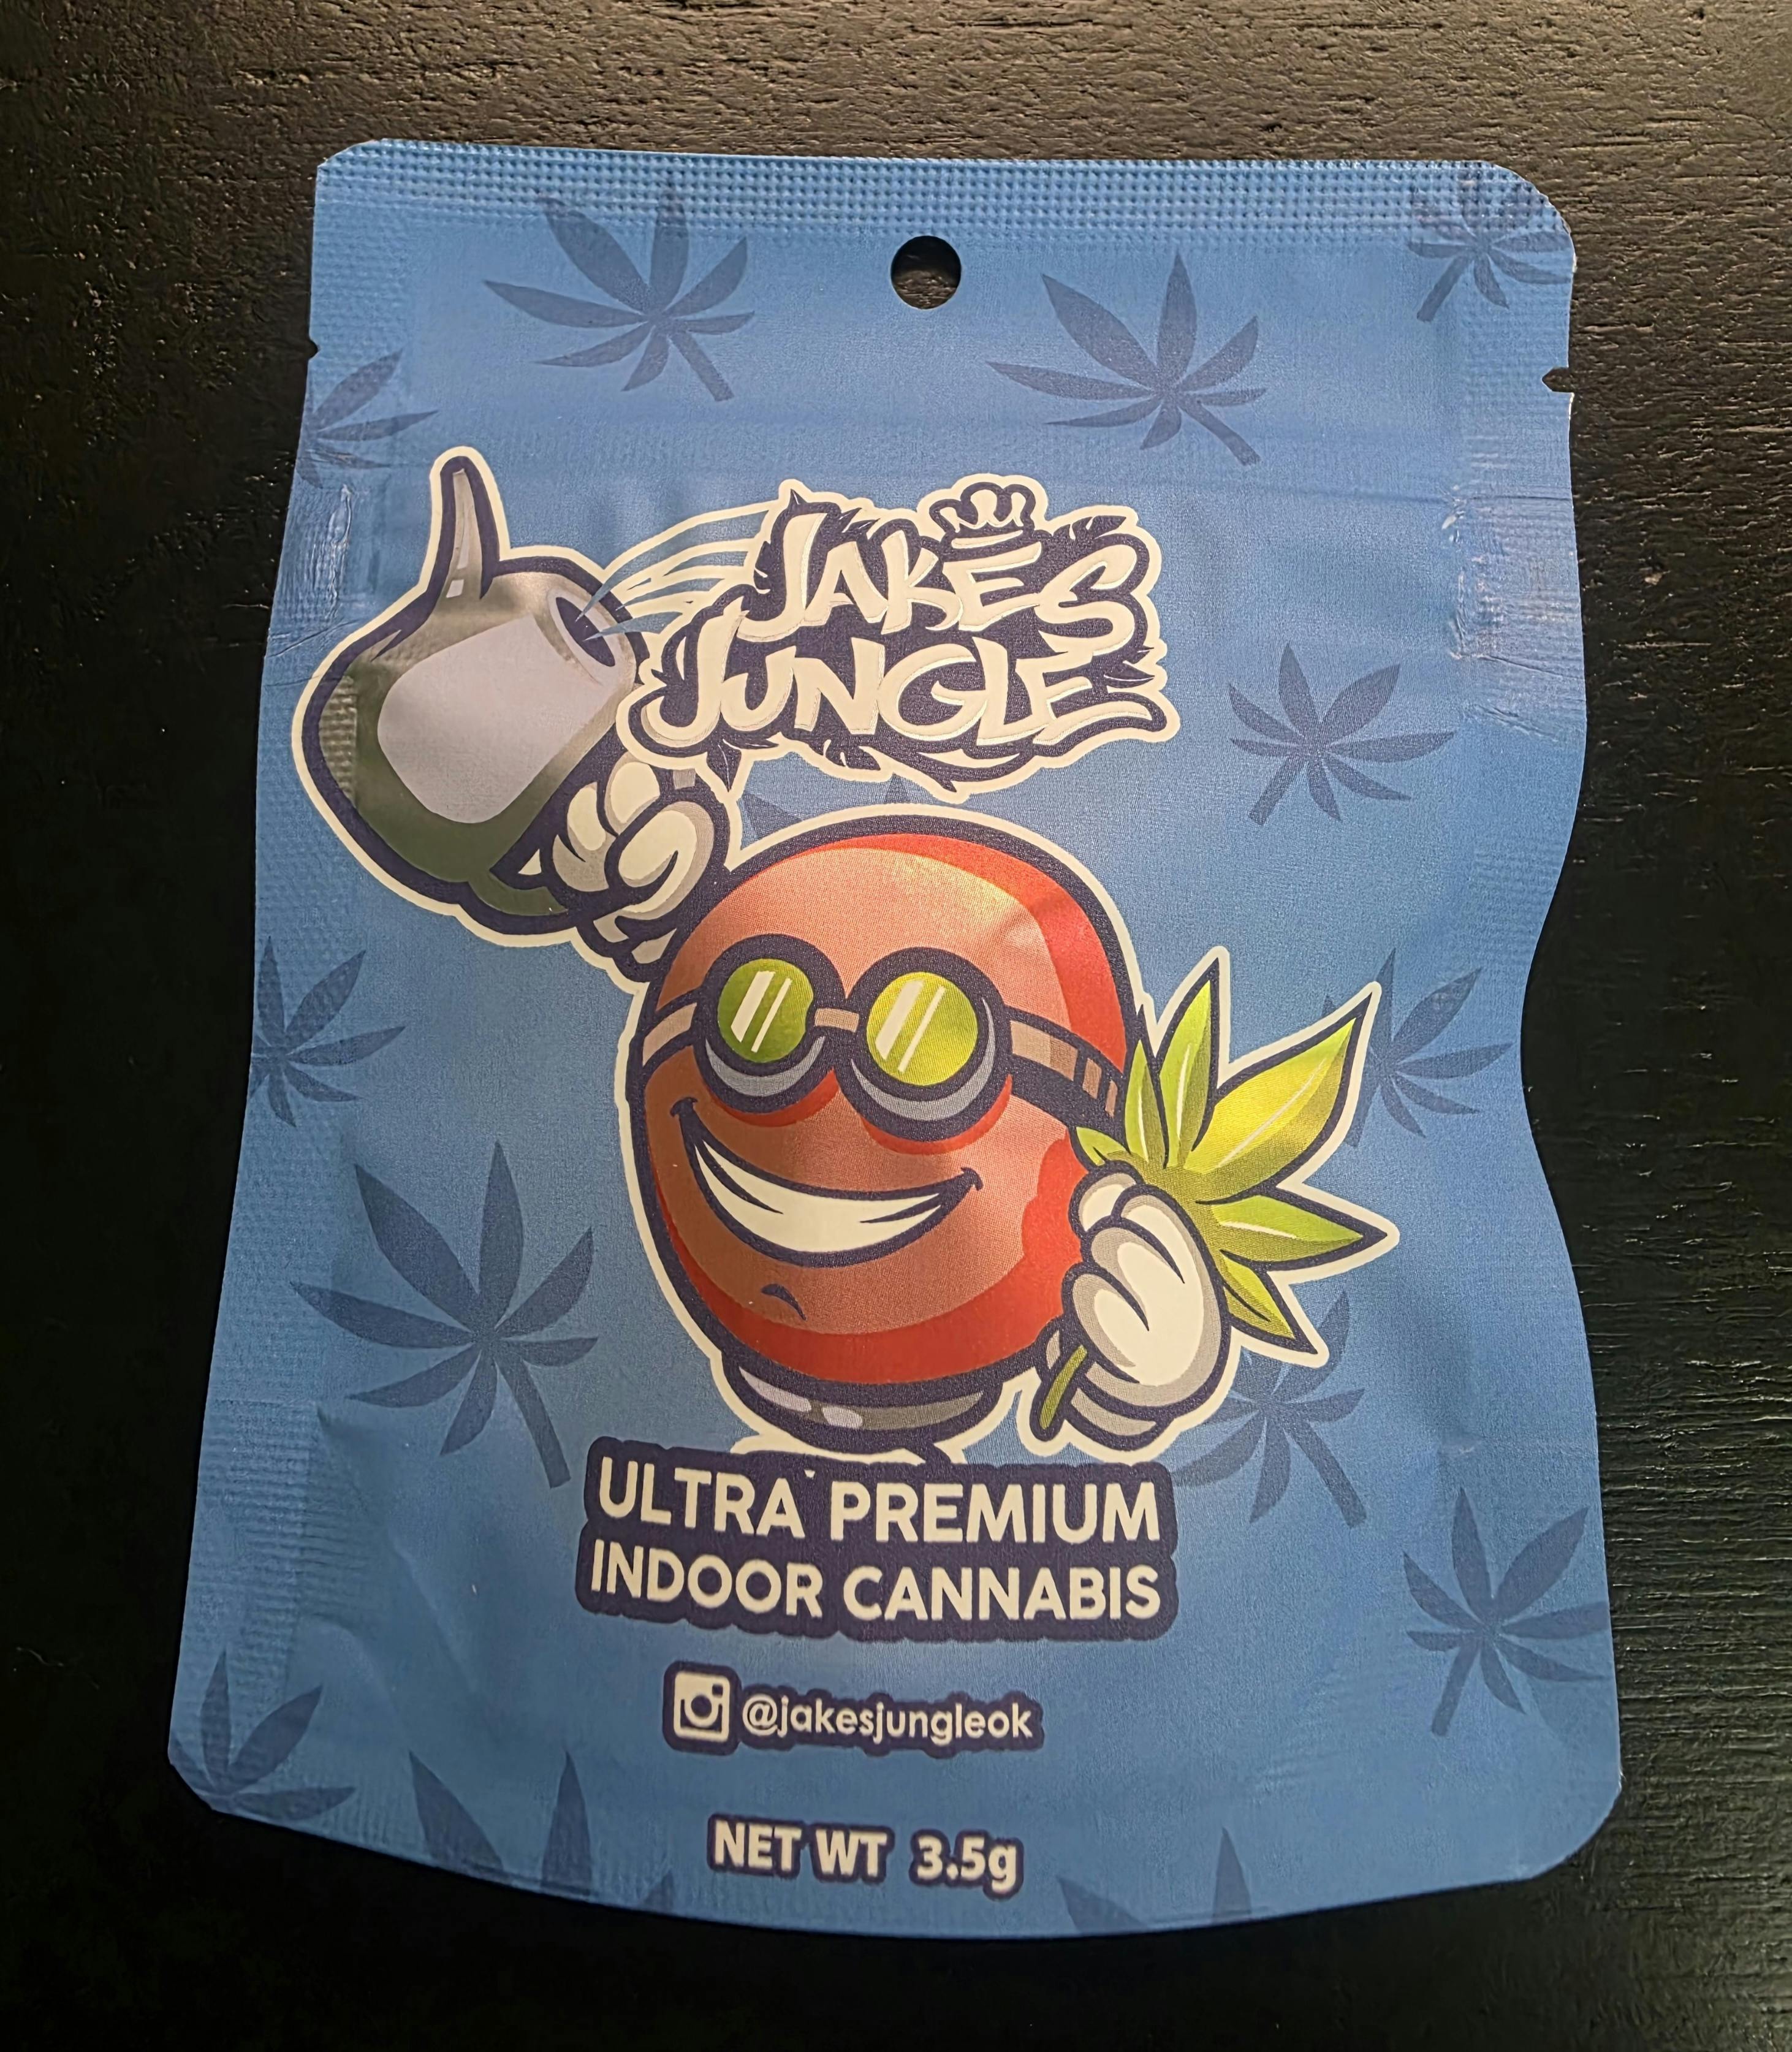 JAKES
JUNGLE
ULTRA PREMIUM
INDOOR CANNABIS
@jakesjungleok
NET WT 3.5g